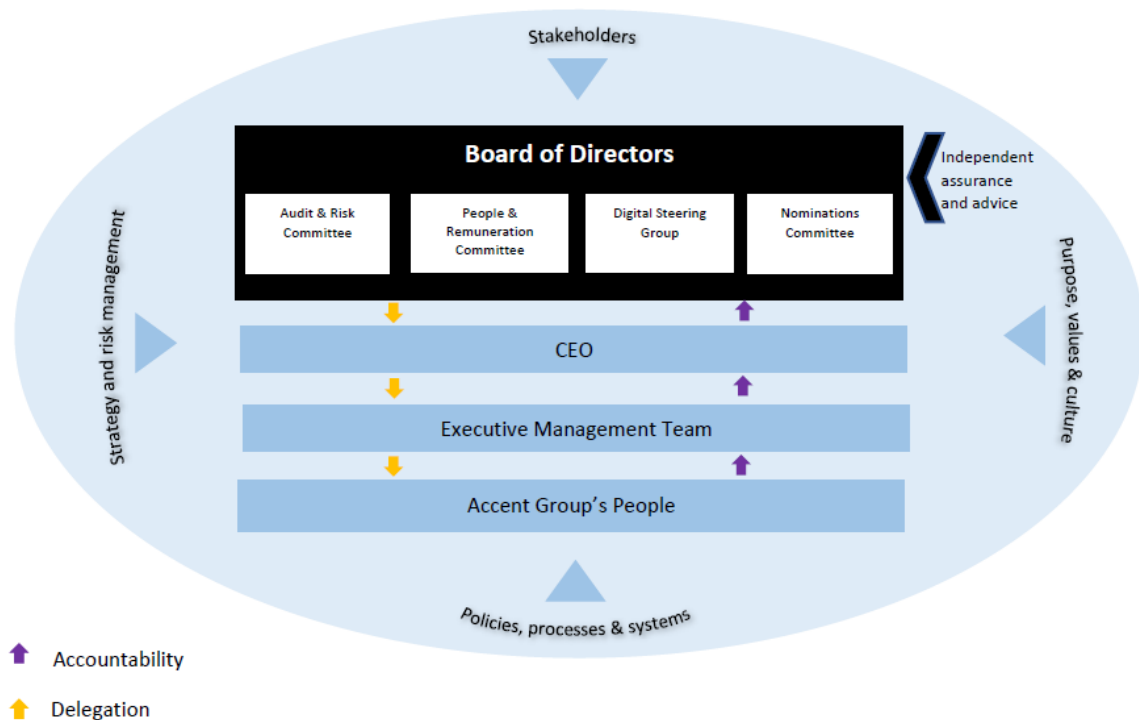 Stakeholders
Board of Directors
Independent
assurance
and advice
Audit & Risk
Committee
People &
Remuneration
Committee
Digital Steering
Group
Nominations
Committee
Strategy and risk management
Purpose, values & culture
CEO
Executive Management Team
Accent Group’s People
Policies, processes & systems
Accountability
Delegation